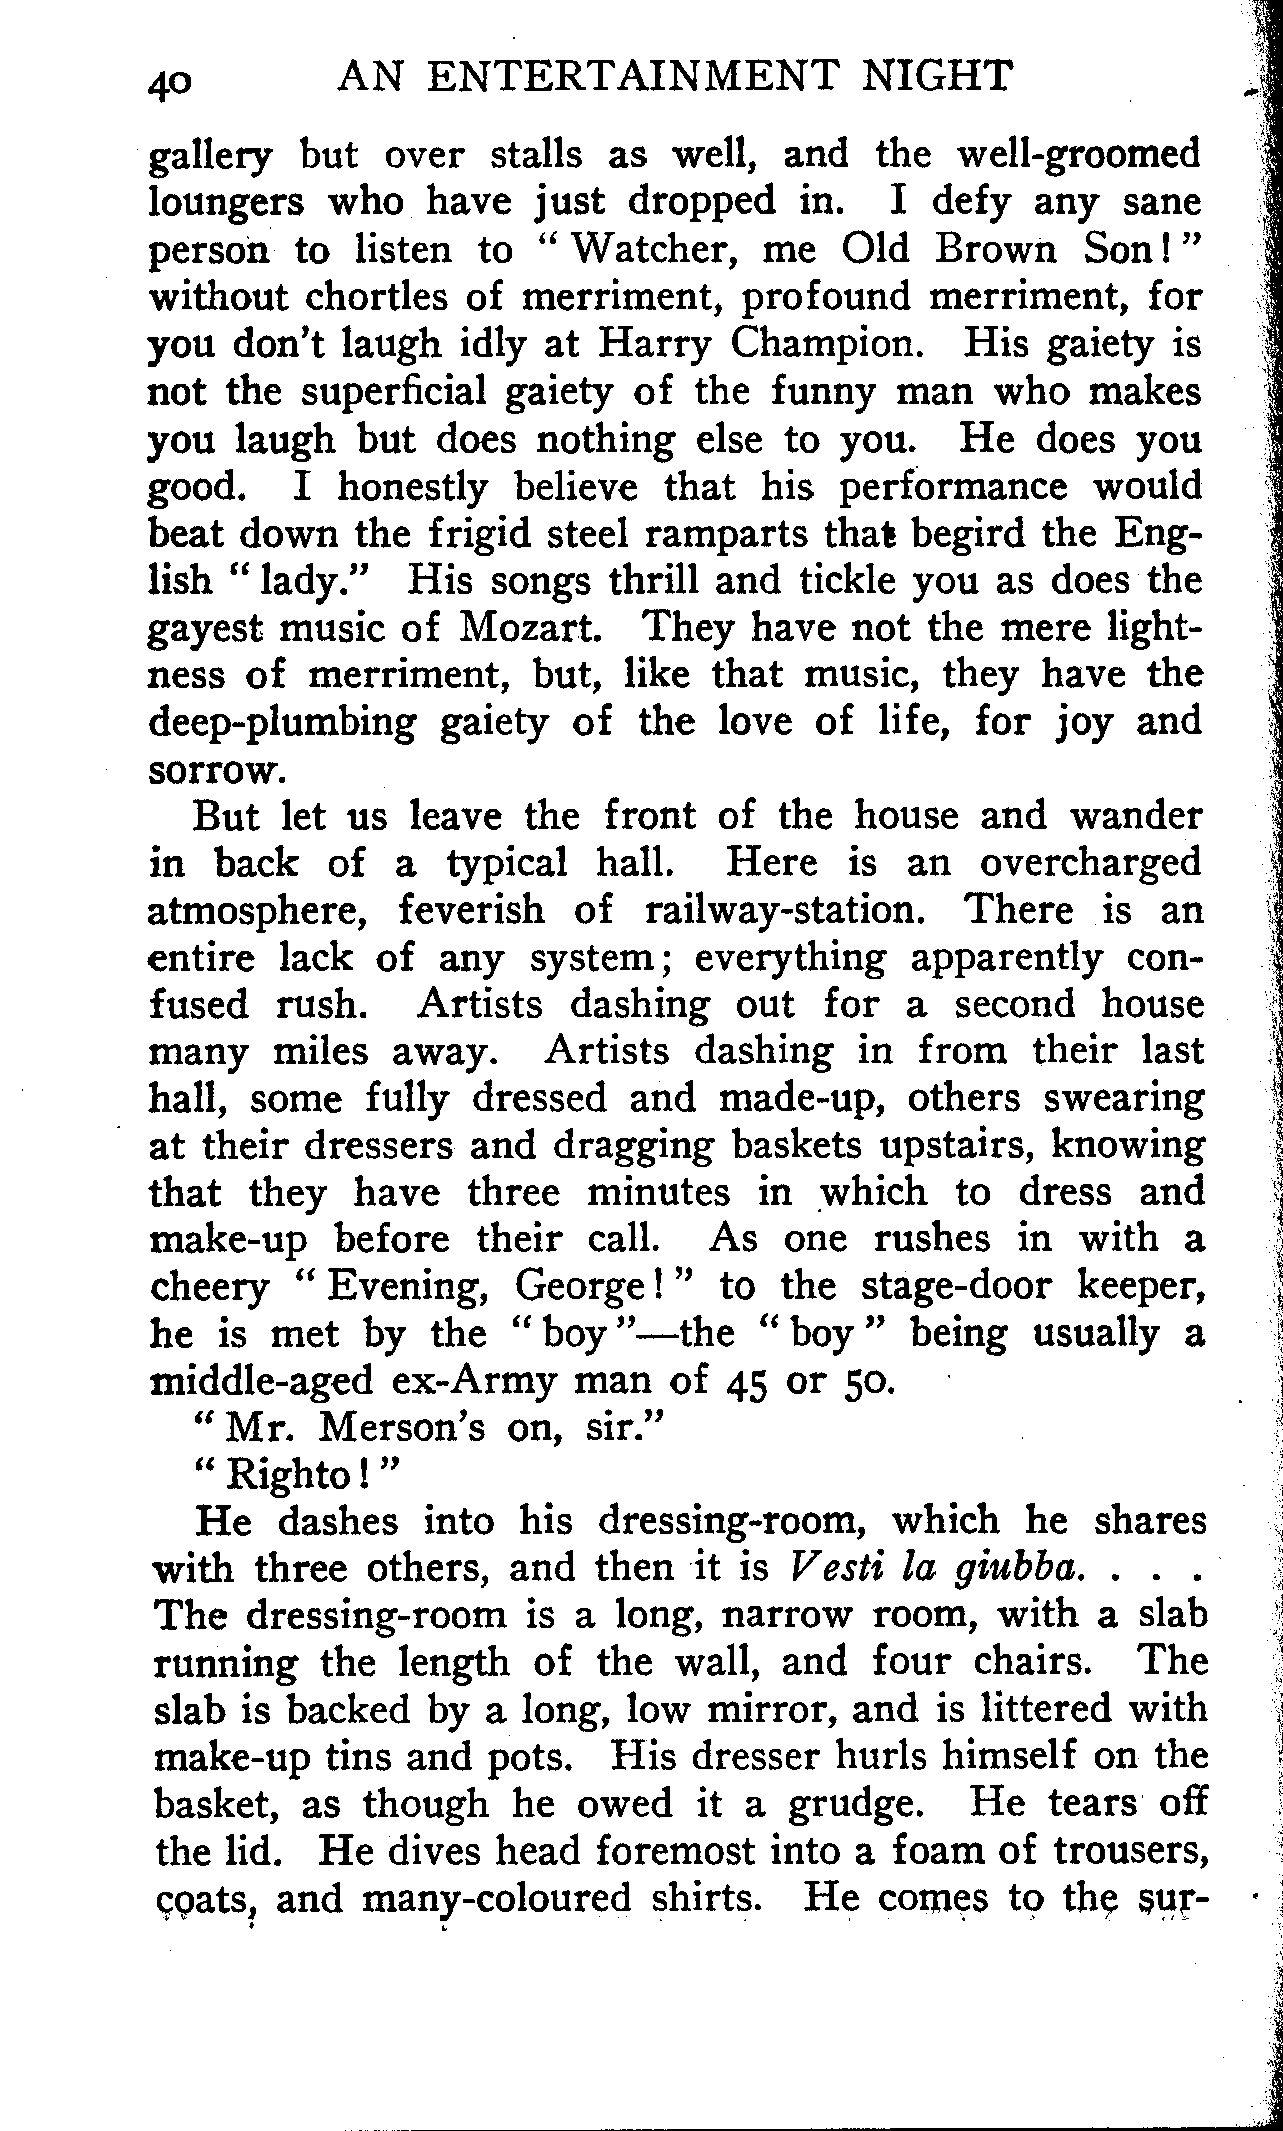 40 AN ENTERTAINMENT NIGHT
gallery but over stalls as well, and the well-groomed
loungers who have just dropped in. I defy any sane
person to listen to “ Watcher, me Old Brown Son! ”
without chortles of merriment, profound merriment, for
you don't laugh idly at Harry Champion. His gaiety is
not the superficial gaiety of the funny man who makes
you laugh but does nothing else to you. He does you
good. I honestly believe that his performance would
beat down the frigid steel ramparts that begird the Eng-
lish “ lady.” His songs thrill and tickle you as does the
gayest music of Mozart. They have not the mere light-
ness of merriment, but, like that music, they have the
deep-plumbing gaiety of the love of life, for joy and
sorrow.
But let us leave the front of the house and wander
in back of a typical hall. Here is an overcharged
atmosphere, feverish of railway-station. There is an
entire lack of any system; everything apparently con-
fused rush. Artists dashing out for a second house
many miles away. Artists dashing in from their last
hall, some fully dressed and made-up, others swearing
at their dressers and dragging baskets upstairs, knowing
that they have three minutes in which to dress and
make-up before their call. As one rushes in with a
cheery “ Evening, George! ” to the stage-door keeper,
he is met by the “ boy ”—the “ boy ” being usually a
middle-aged ex-Army man of 45 or 50.
“ Mr. Merson's on, sir.”
“ Righto! ”
He dashes into his dressing-room, which he shares
with three others, and then it is Vesti la giubba. . . .
The dressing-room is a long, narrow room, with a slab
running the length of the wall, and four chairs. The
slab is backed by a long, low mirror, and is littered with
make-up tins and pots. His dresser hurls himself on the
basket, as though he owed it a grudge. He tears off
the lid. He dives head foremost into a foam of trousers,
coats, and many-coloured shirts. He comes to the sur-